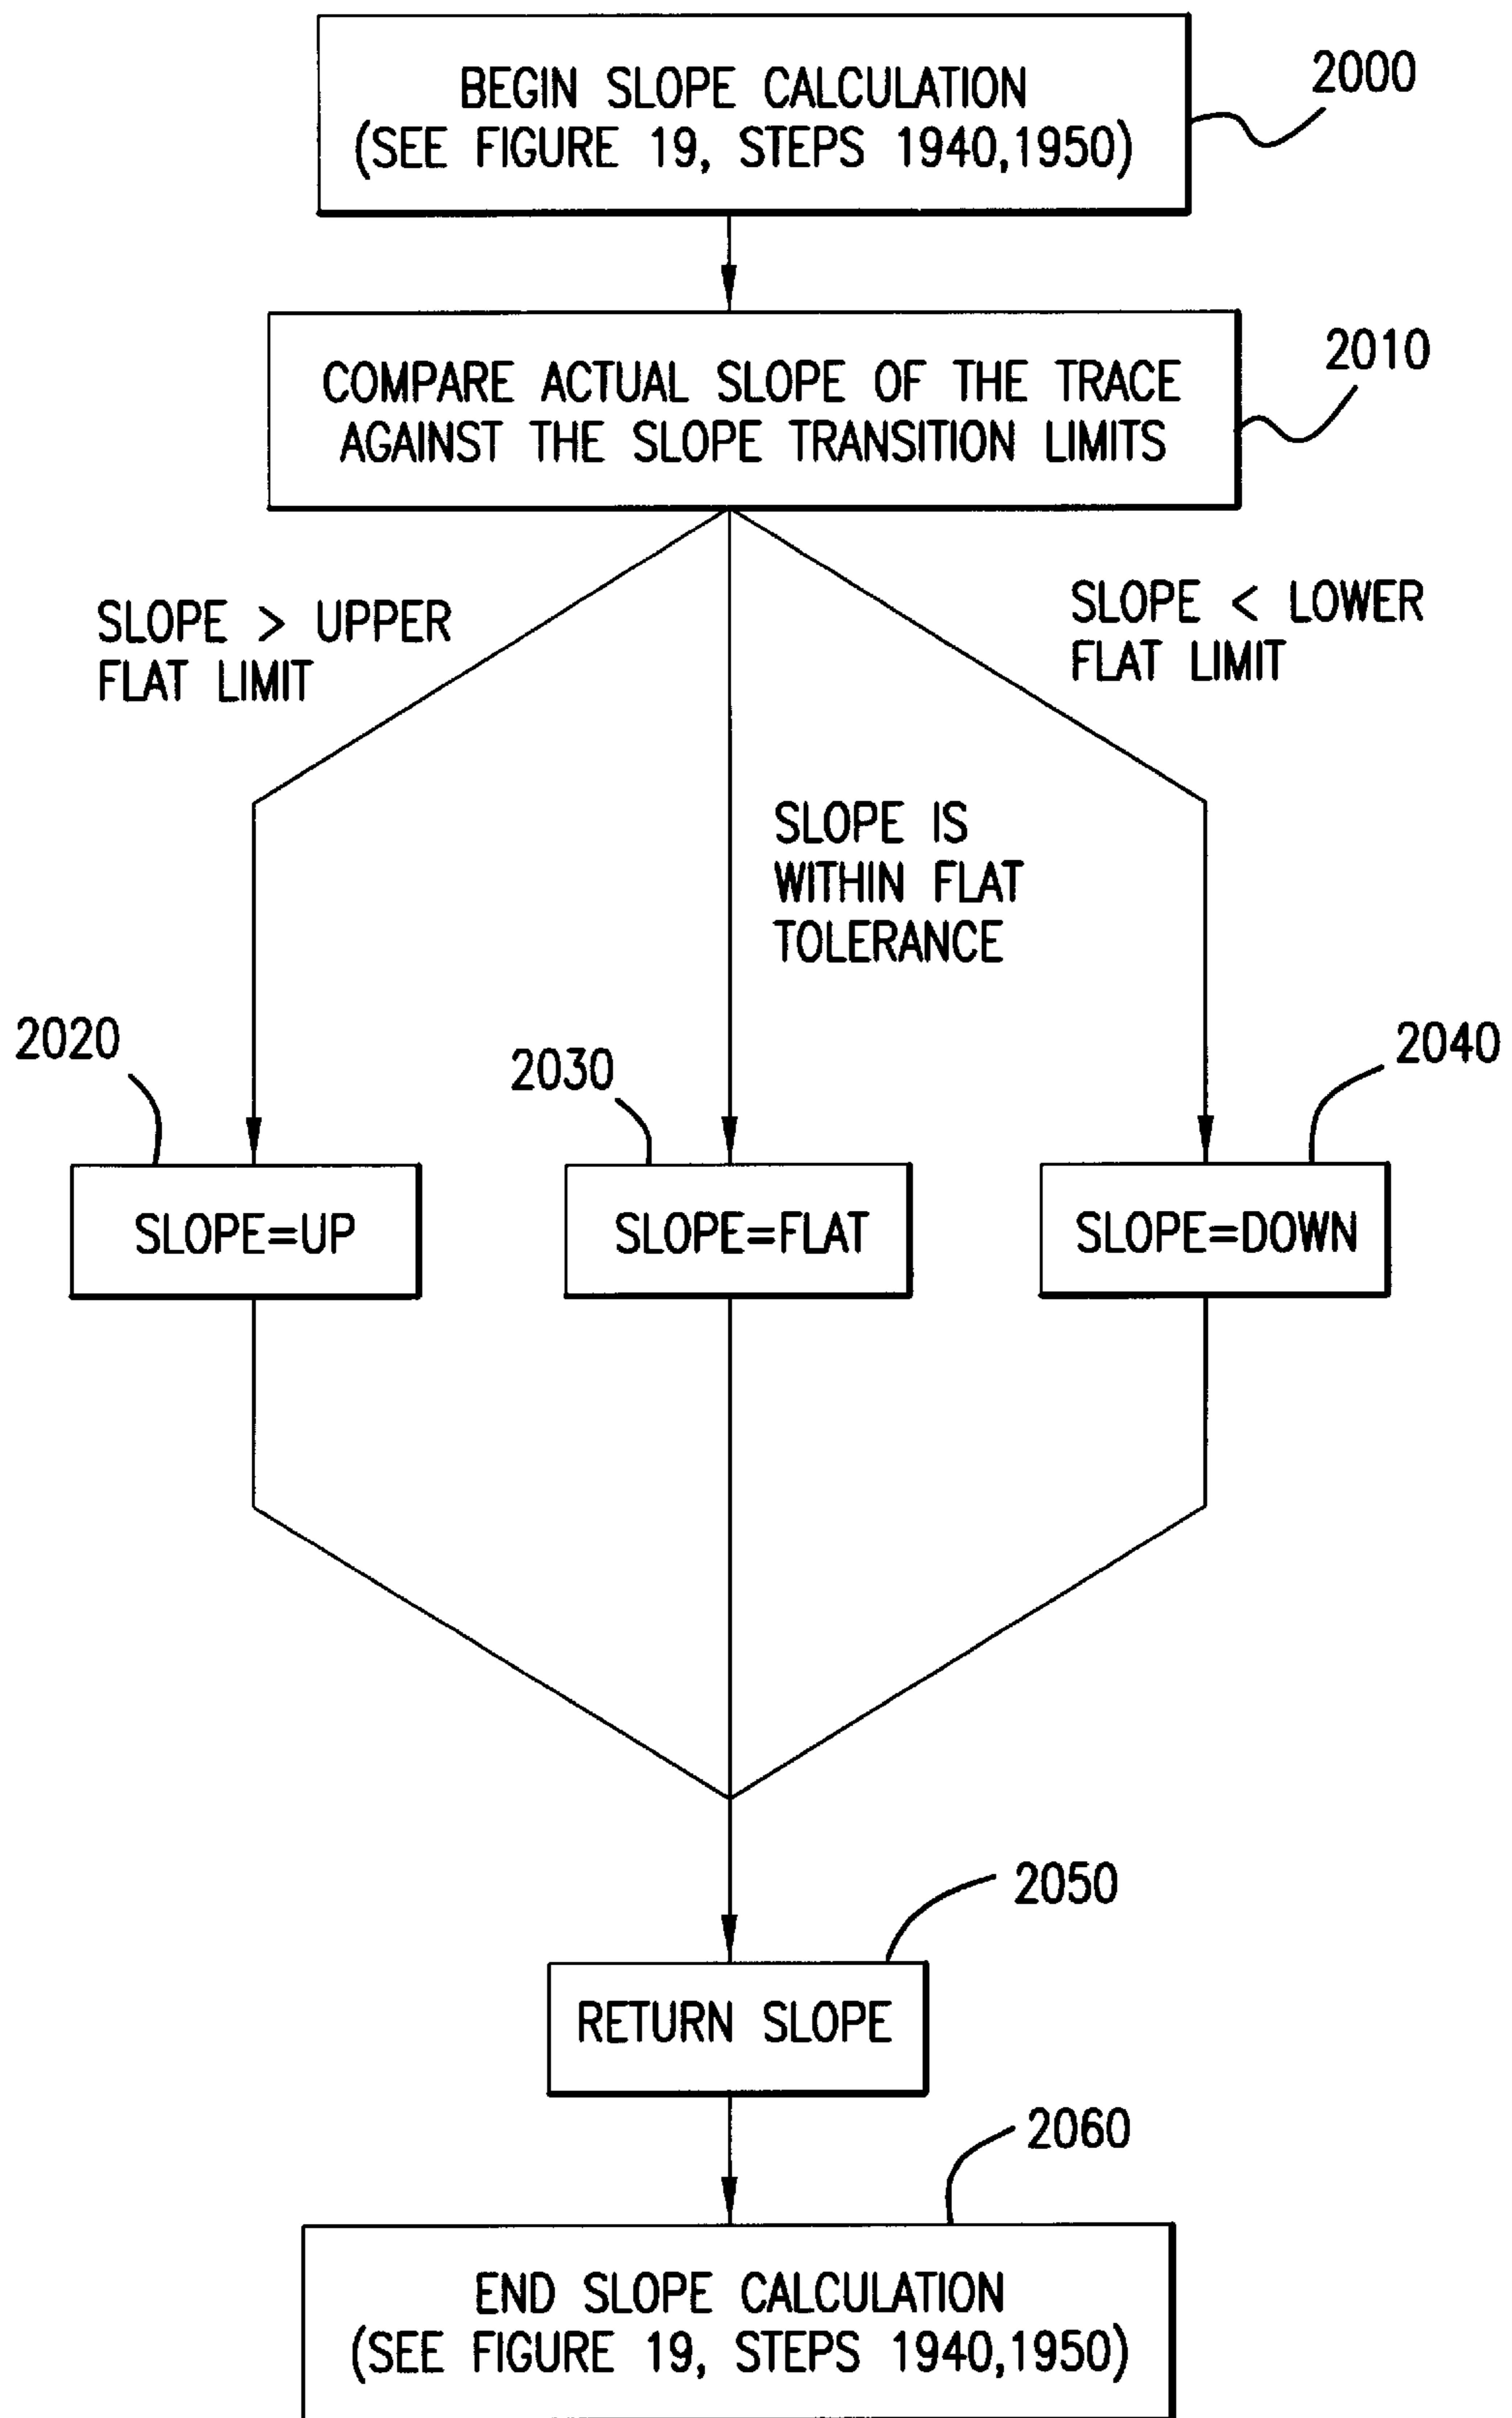 BEGIN SLOPE CALCULATION
(SEE FIGURE 19, STEPS 1940,1950)
2000
COMPARE ACTUAL SLOPE OF THE TRACE
AGAINST THE SLOPE TRANSITION LIMITS
2010
SLOPE > UPPER
FLAT LIMIT
SLOPE < LOWER
FLAT LIMIT
SLOPE IS
WITHIN FLAT
TOLERANCE
2020
2030
2040
SLOPE=UP
SLOPE=FLAT
SLOPE=DOWN
2050
RETURN SLOPE
2060
END SLOPE CALCULATION
(SEE FIGURE 19, STEPS 1940,1950)